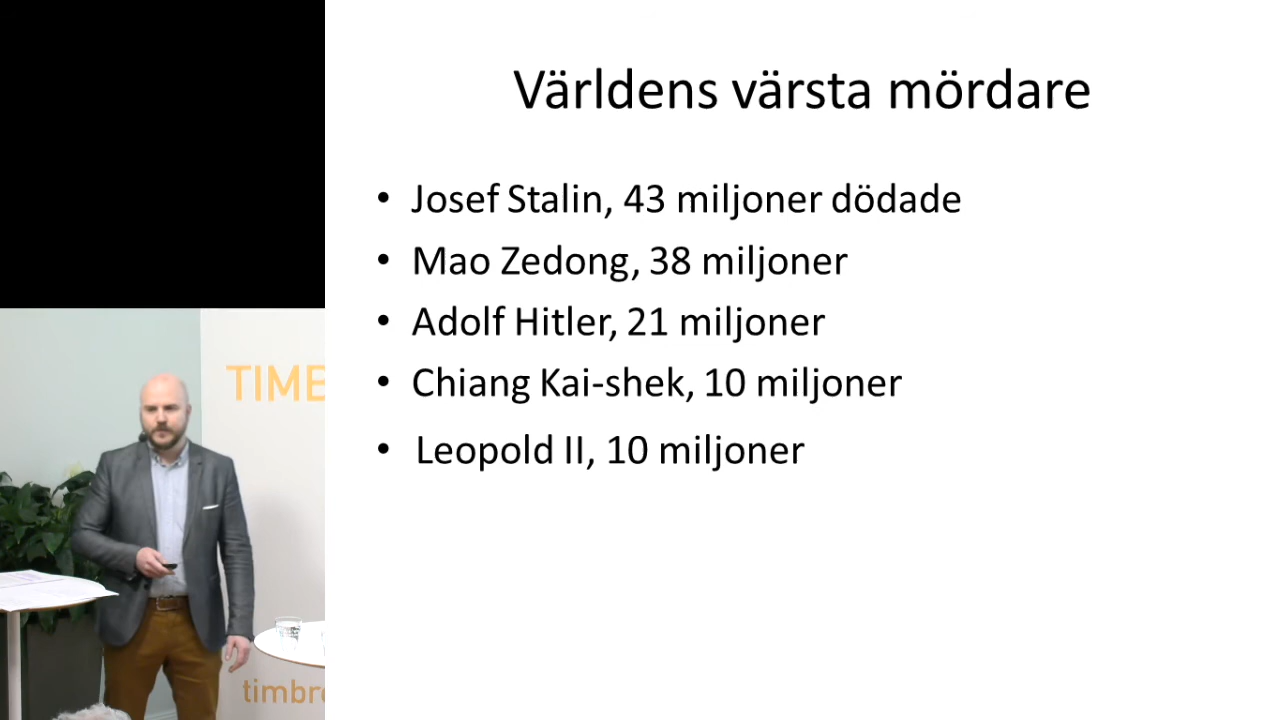 Världens värsta mördare
• Josef Stalin, 43 miljoner dödade
• Mao Zedong, 38 miljoner
• Adolf Hitler, 21 miljoner
• Chiang Kai-shek, 10 miljoner
• Leopold II, 10 miljoner
TIMB
timbr